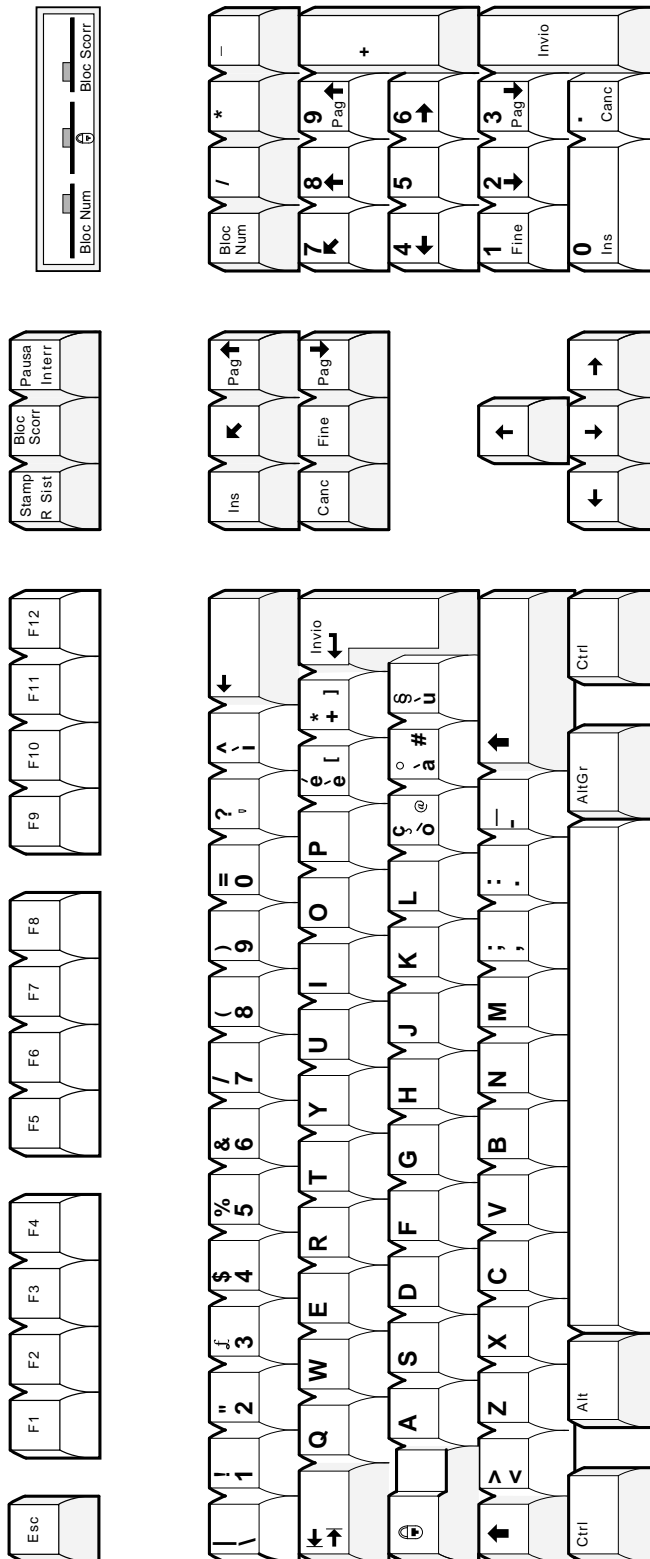 Esc F1 F2 F3 F4 F5 F6 F7 F8 F9 F10 F11 F12 Stamp Bloc Pausa
R Sist Scorr Interr
Bloc Num Bloc Scorr
| ! " £ $ % & / ( ) = ? ^
\ 1 2 3 4 5 6 7 8 9 0 ' ì ←
Ins ↖ Pag ↑
Bloc Num / * −
Q W E R T Y U I O P é è [ * + ] Invio ↵
Canc Fine Pag ↓
7 ↖ 8 ↑ 9 Pag ↑ +
A S D F G H J K L ç ò @ ° à # § ù
4 ← 5 6 →
↑ > < Z X C V B N M ; , : . _ - ↑
↑
1 Fine 2 ↓ 3 Pag ↓ Invio
Ctrl Alt AltGr Ctrl
← ↓ →
0 Ins . Canc